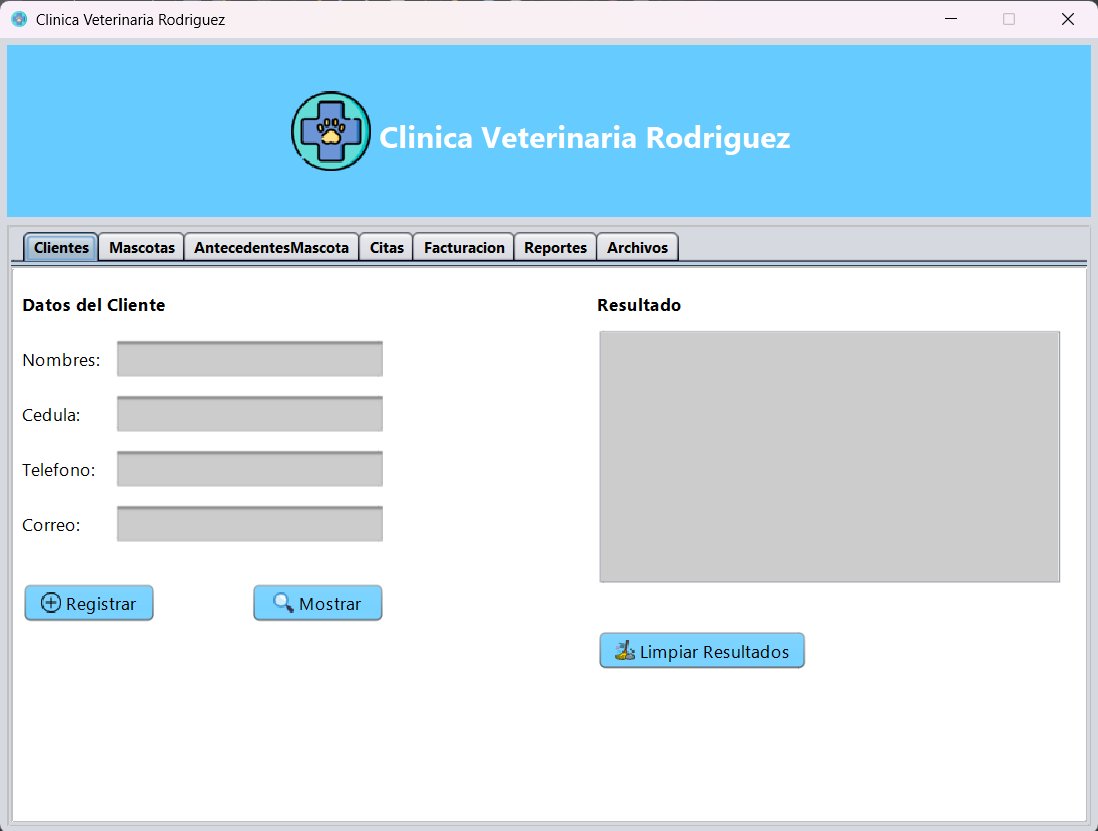 Clinica Veterinaria Rodriguez
Clinica Veterinaria Rodriguez
Clientes Mascotas AntecedentesMascota Citas Facturacion Reportes Archivos
Datos del Cliente
Nombres:
Cedula:
Telefono:
Correo:
Registrar Mostrar
Resultado
Limpiar Resultados